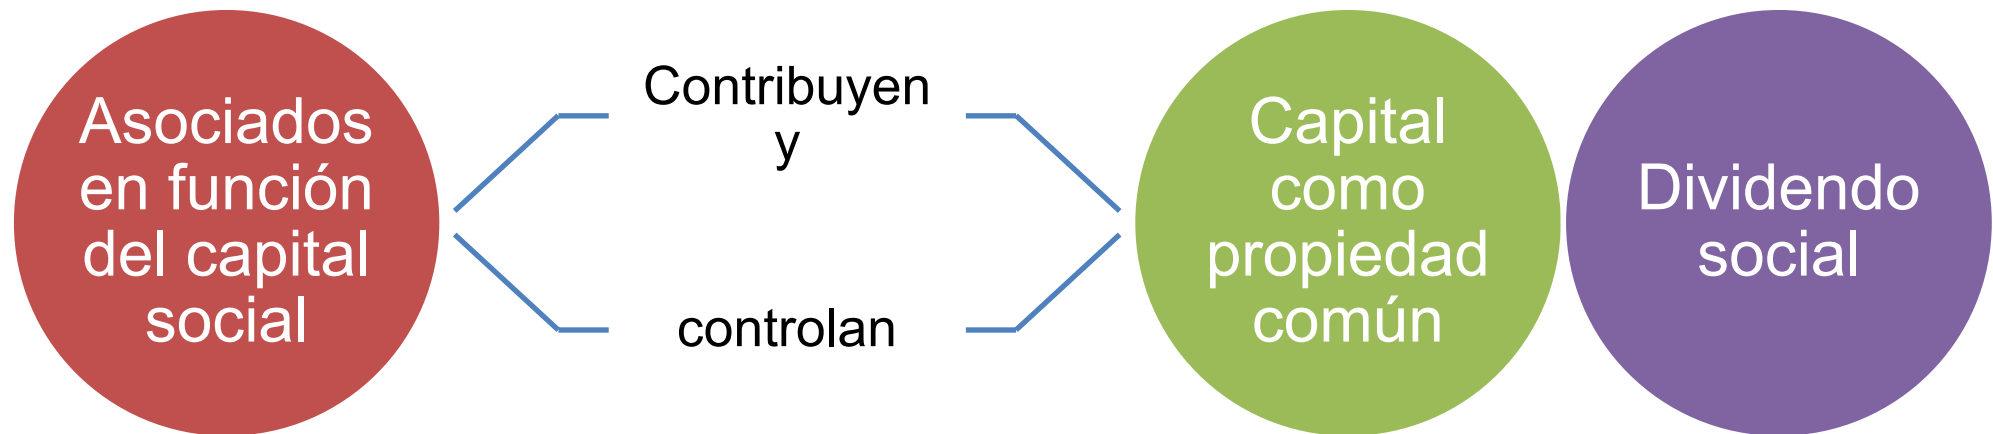 Asociados
en función
del capital
social
Contribuyen
y
controlan
Capital
como
propiedad
común
Dividendo
social